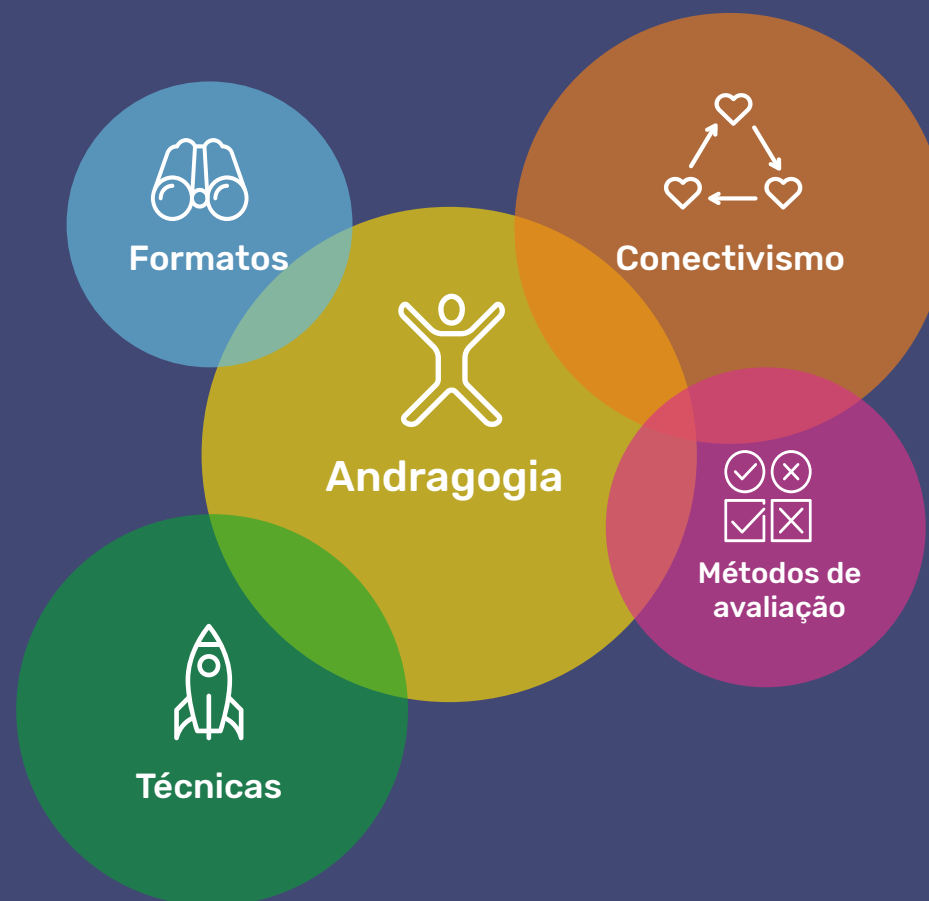 Formatos
Conectivismo
Andragogia
Métodos de
avaliação
Técnicas